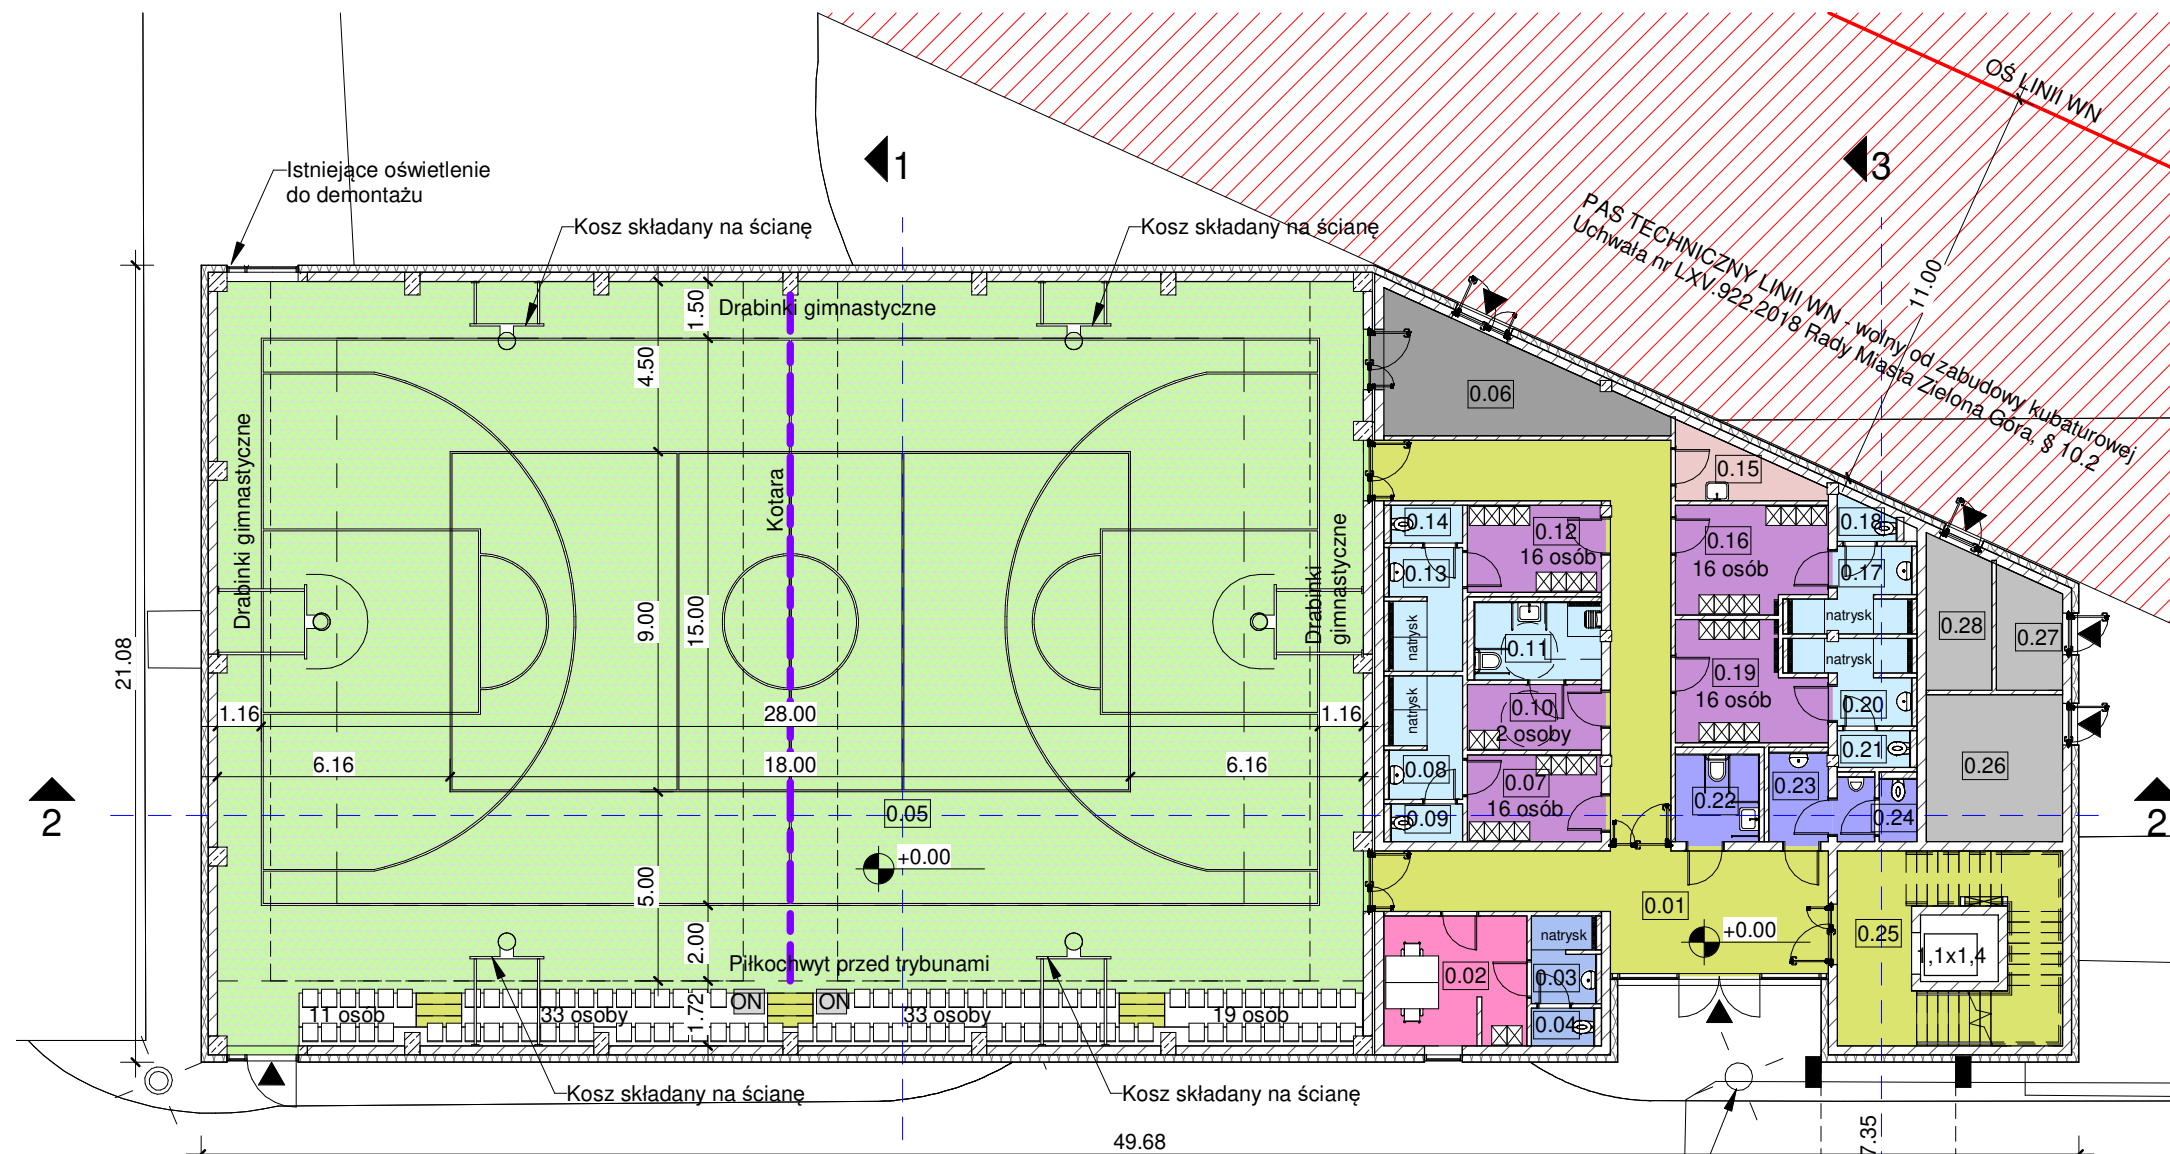 OŚ LINII WN
1
3
Istniejące oświetlenie
do demontażu
Kosz składany na ścianę
Kosz składany na ścianę
PAS TECHNICZNY LINII WN - wolny od zabudowy kubaturowej
Uchwała nr LXV.922.2018 Rady Miasta Zielona Góra, § 10.2
11.00
1.50
Drabinki gimnastyczne
4.50
0.06
Drabinki gimnastyczne
Kotara
0.15
Drabinki
gimnastyczne
0.14
0.12
16 osób
0.16
16 osób
0.18
0.13
0.17
9.00
15.00
natrysk
natrysk
0.11
0.28
0.27
21.08
natrysk
0.19
16 osób
natrysk
0.10
2 osoby
0.20
1.16
28.00
1.16
0.21
6.16
18.00
6.16
0.08
0.07
16 osób
0.22
0.23
0.26
2
0.05
0.09
0.24
2
+0.00
5.00
0.01
2.00
+0.00
0.25
natrysk
1,1x1,4
Piłkochwyt przed trybunami
0.02
0.03
ON
ON
1.72
11 osób
33 osoby
33 osoby
19 osób
0.04
Kosz składany na ścianę
Kosz składany na ścianę
49.68
7.35